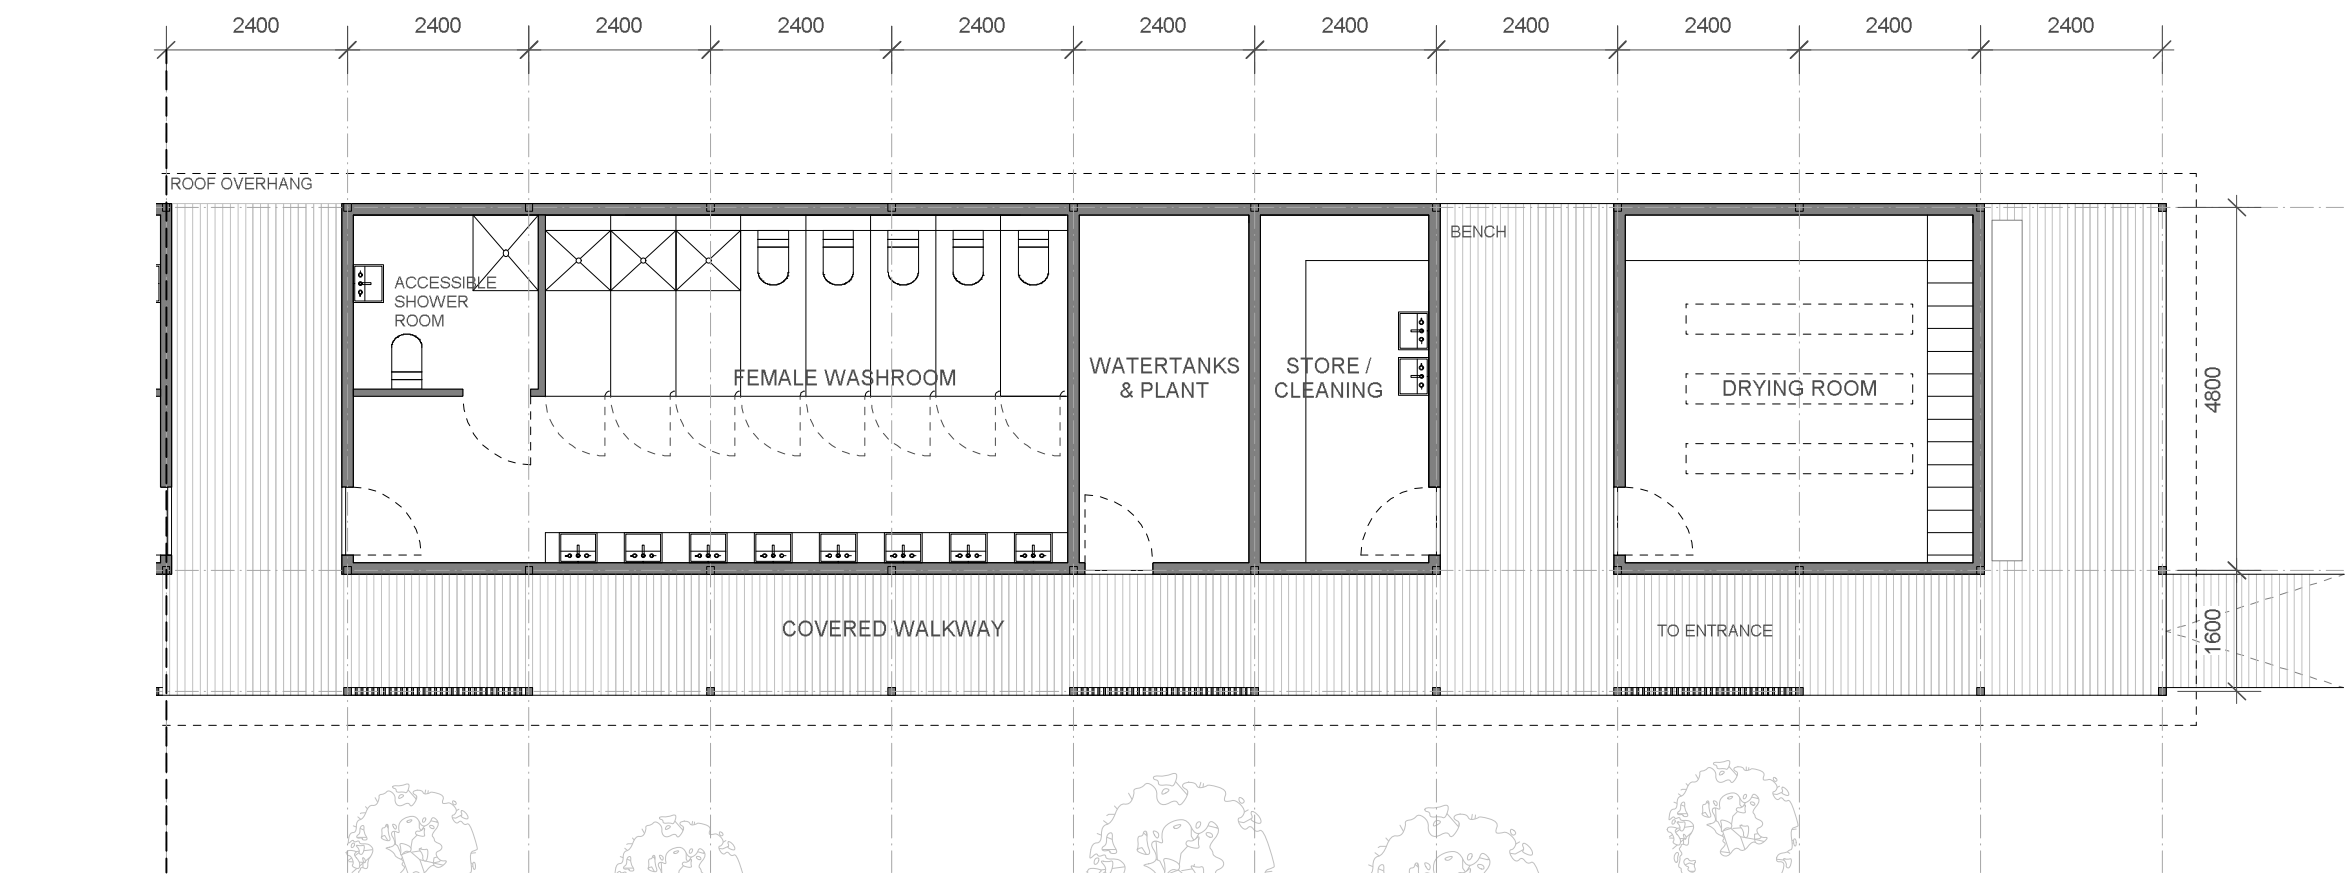 2400 2400 2400 2400 2400 2400 2400 2400 2400 2400 2400
ROOF OVERHANG
BENCH
ACCESSIBLE
SHOWER
ROOM
FEMALE WASHROOM
WATERTANKS
& PLANT
STORE /
CLEANING
DRYING ROOM
4800
COVERED WALKWAY
TO ENTRANCE
1600